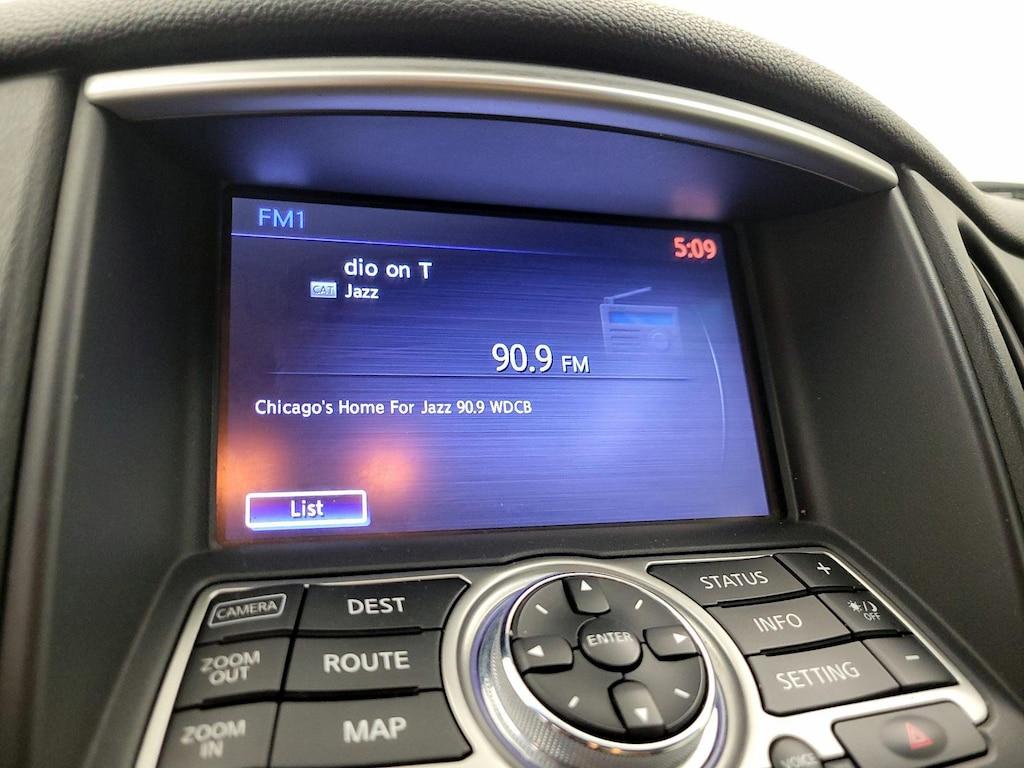 FM1
5:09
dio on T
CAT: Jazz
90.9 FM
Chicago's Home For Jazz 90.9 WDCB
List
CAMERA
DEST
ZOOM OUT
ROUTE
ZOOM IN
MAP
ENTER
STATUS
+
INFO
OFF
SETTING
-
VOICE